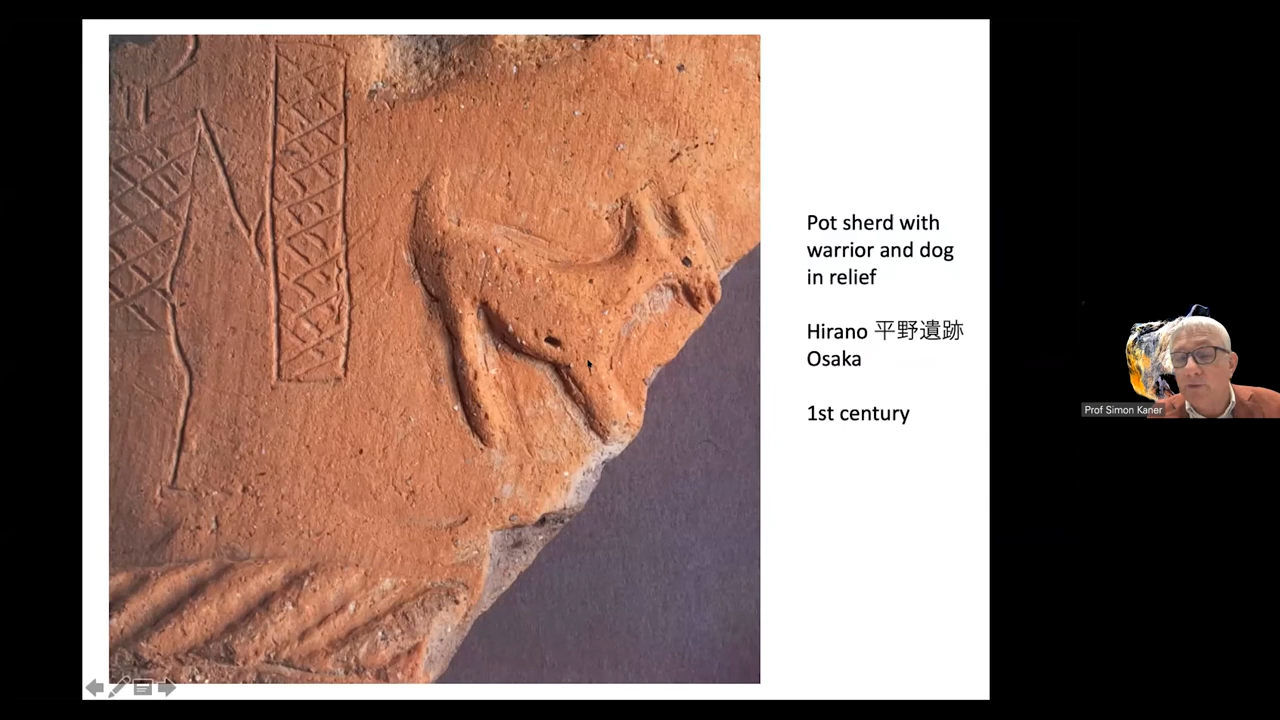 Pot sherd with
warrior and dog
in relief
Hirano 平野遺跡
Osaka
1st century
Prof Simon Kaner